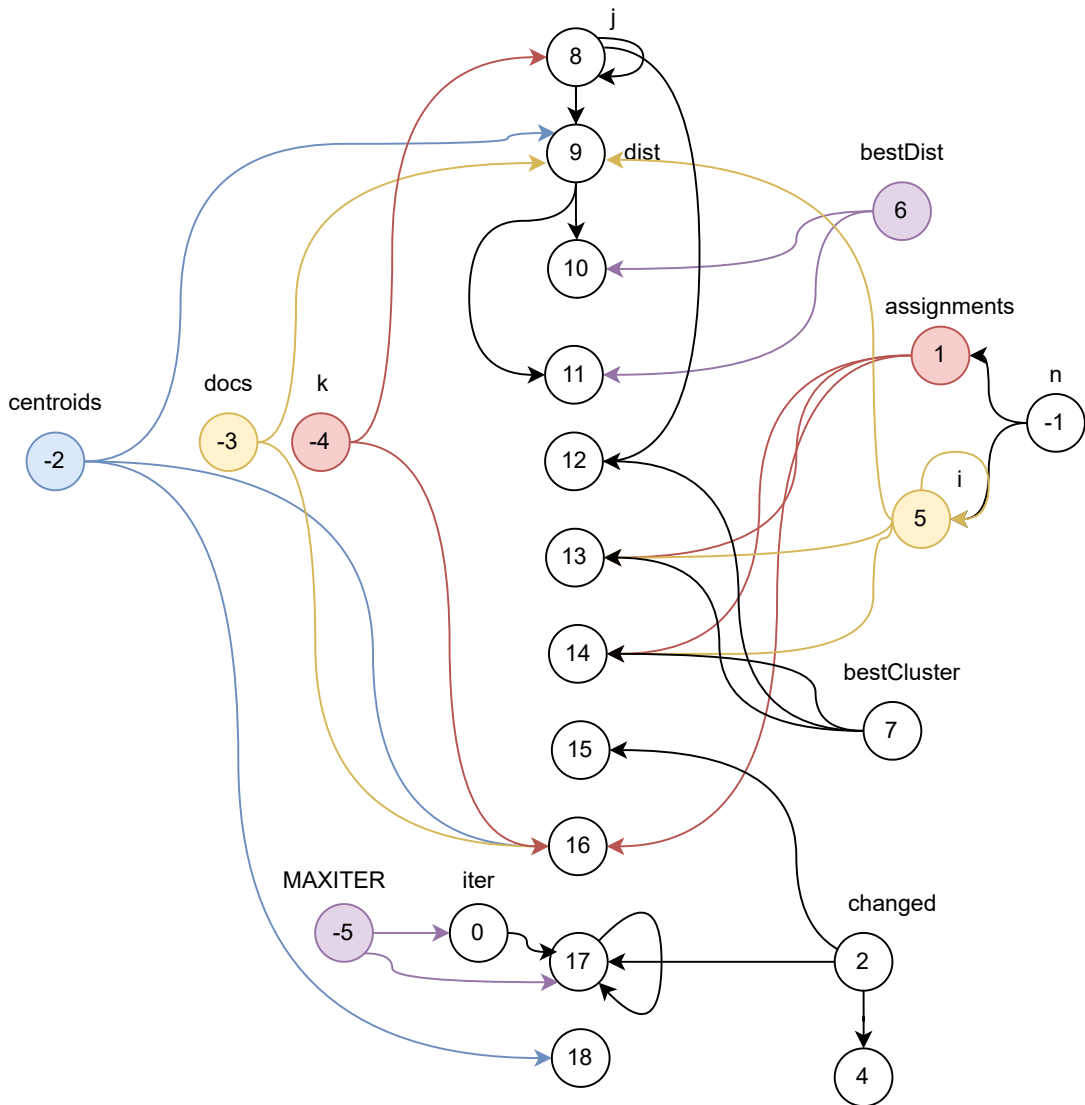 j
8
9
dist
bestDist
6
10
assignments
1
11
n
-1
docs
k
centroids
-3
-4
-2
12
i
5
13
14
bestCluster
7
15
16
MAXITER
iter
changed
-5
0
17
2
18
4